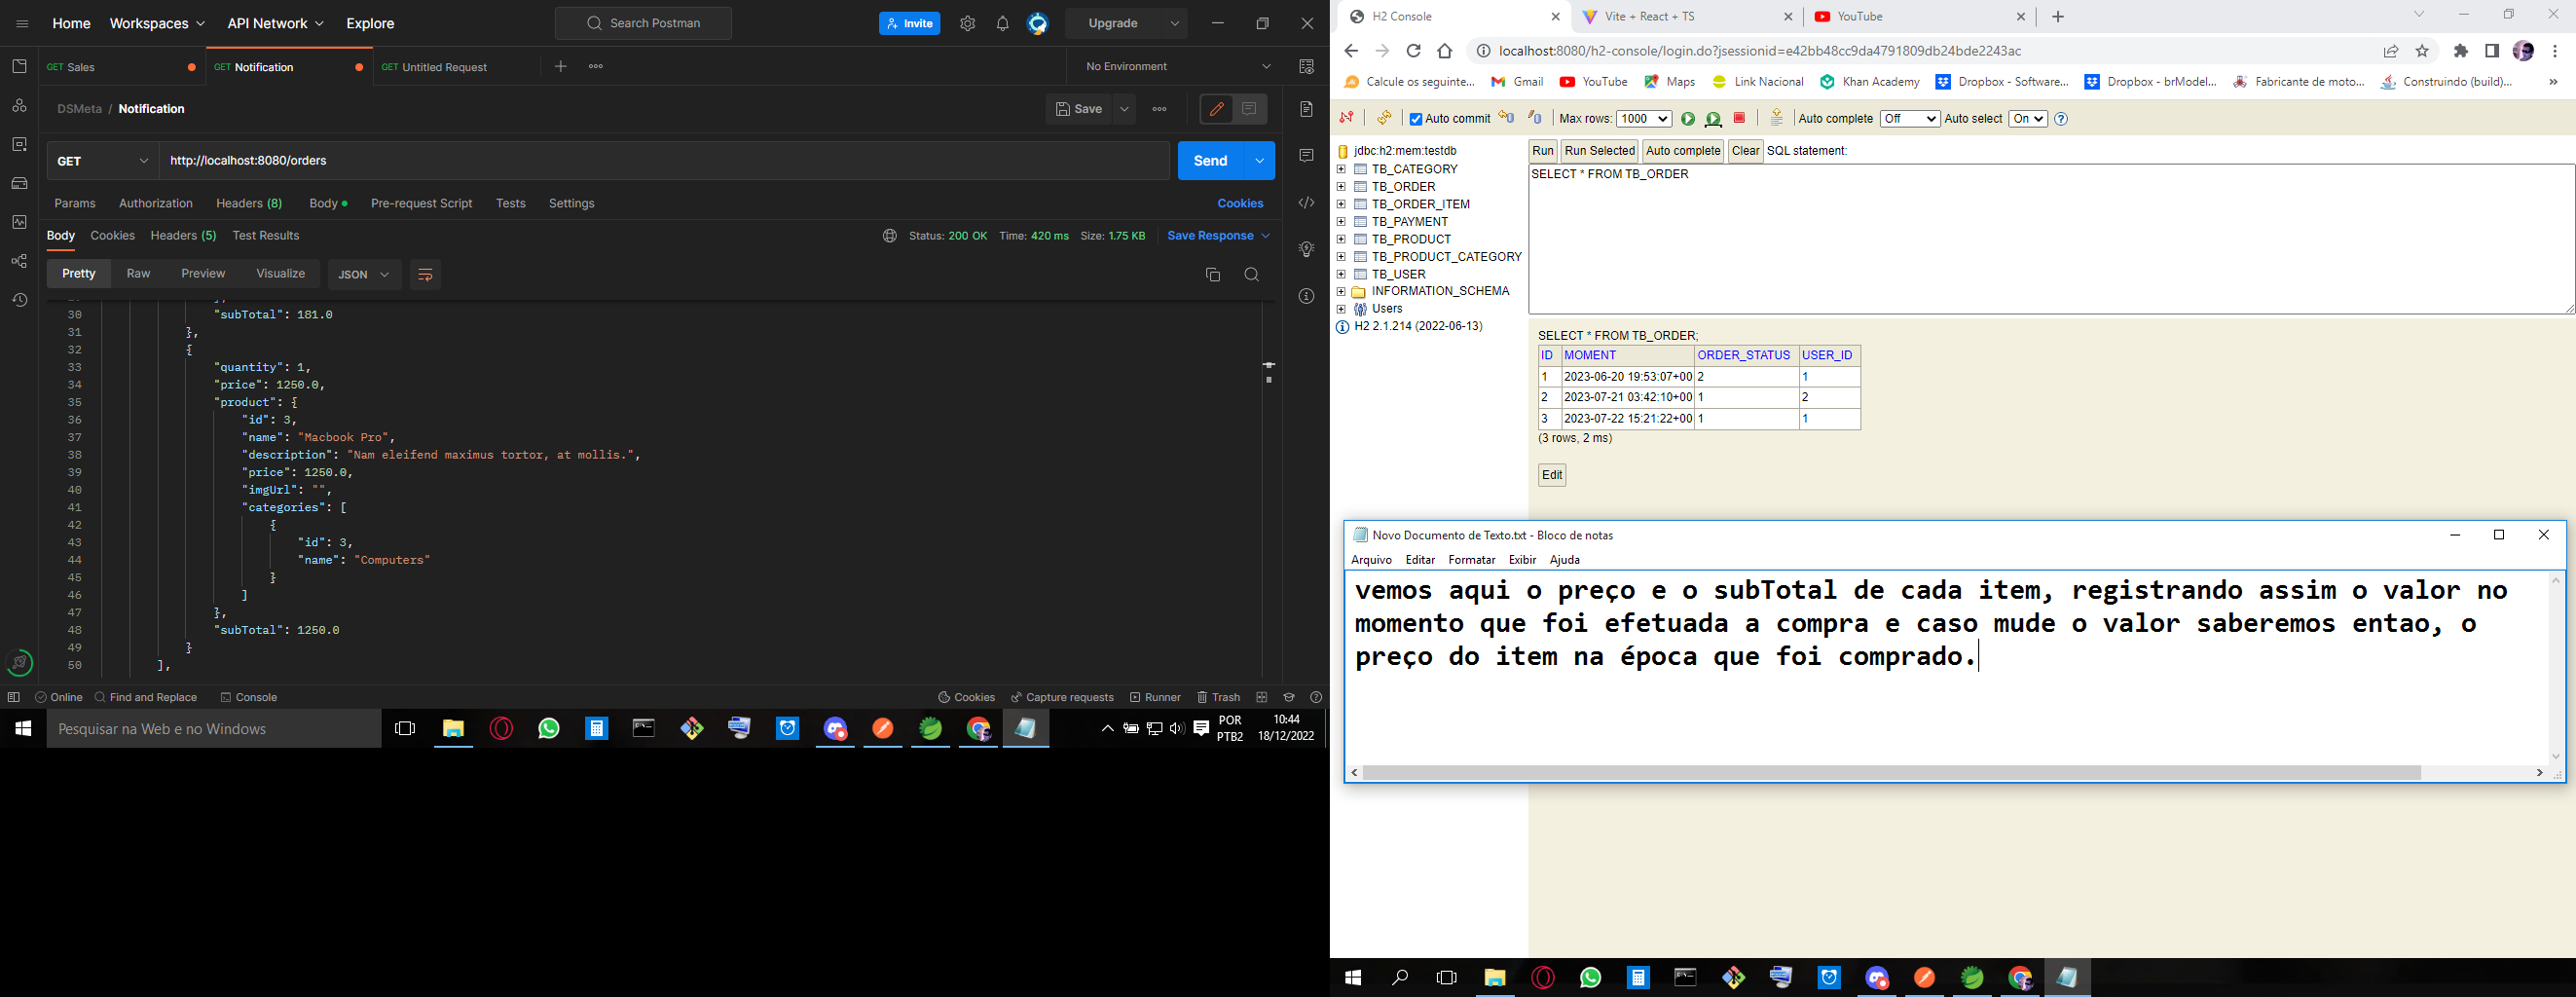 Home
Workspaces
API Network
Explore
Search Postman
Invite
Upgrade
GET Sales
GET Notification
GET Untitled Request
No Environment
DSMeta / Notification
Save
GET
http://localhost:8080/orders
Send
Params
Authorization
Headers (8)
Body
Pre-request Script
Tests
Settings
Cookies
Body
Cookies
Headers (5)
Test Results
Status: 200 OK
Time: 420 ms
Size: 1.75 KB
Save Response
Pretty
Raw
Preview
Visualize
JSON
30 "subTotal": 181.0
31 },
32 {
33 "quantity": 1,
34 "price": 1250.0,
35 "product": {
36 "id": 3,
37 "name": "Macbook Pro",
38 "description": "Nam eleifend maximus tortor, at mollis.",
39 "price": 1250.0,
40 "imgUrl": "",
41 "categories": [
42 {
43 "id": 3,
44 "name": "Computers"
45 }
46 ]
47 },
48 "subTotal": 1250.0
49 }
50 ],
Online
Find and Replace
Console
Cookies
Capture requests
Runner
Trash
Pesquisar na Web e no Windows
POR
PTB2
10:44
18/12/2022
H2 Console
Vite + React + TS
YouTube
localhost:8080/h2-console/login.do?jsessionid=e42bb48cc9da4791809db24bde2243ac
Calcule os seguinte...
Gmail
YouTube
Maps
Link Nacional
Khan Academy
Dropbox - Software...
Dropbox - brModel...
Fabricante de moto...
Construindo (build)...
Auto commit
Max rows: 1000
Auto complete Off
Auto select On
jdbc:h2:mem:testdb
TB_CATEGORY
TB_ORDER
TB_ORDER_ITEM
TB_PAYMENT
TB_PRODUCT
TB_PRODUCT_CATEGORY
TB_USER
INFORMATION_SCHEMA
Users
H2 2.1.214 (2022-06-13)
Run
Run Selected
Auto complete
Clear
SQL statement:
SELECT * FROM TB_ORDER
SELECT * FROM TB_ORDER;
ID MOMENT ORDER_STATUS USER_ID
1 2023-06-20 19:53:07+00 2 1
2 2023-07-21 03:42:10+00 1 2
3 2023-07-22 15:21:22+00 1 1
(3 rows, 2 ms)
Edit
Novo Documento de Texto.txt - Bloco de notas
Arquivo
Editar
Formatar
Exibir
Ajuda
vemos aqui o preço e o subTotal de cada item, registrando assim o valor no
momento que foi efetuada a compra e caso mude o valor saberemos entao, o
preço do item na época que foi comprado.